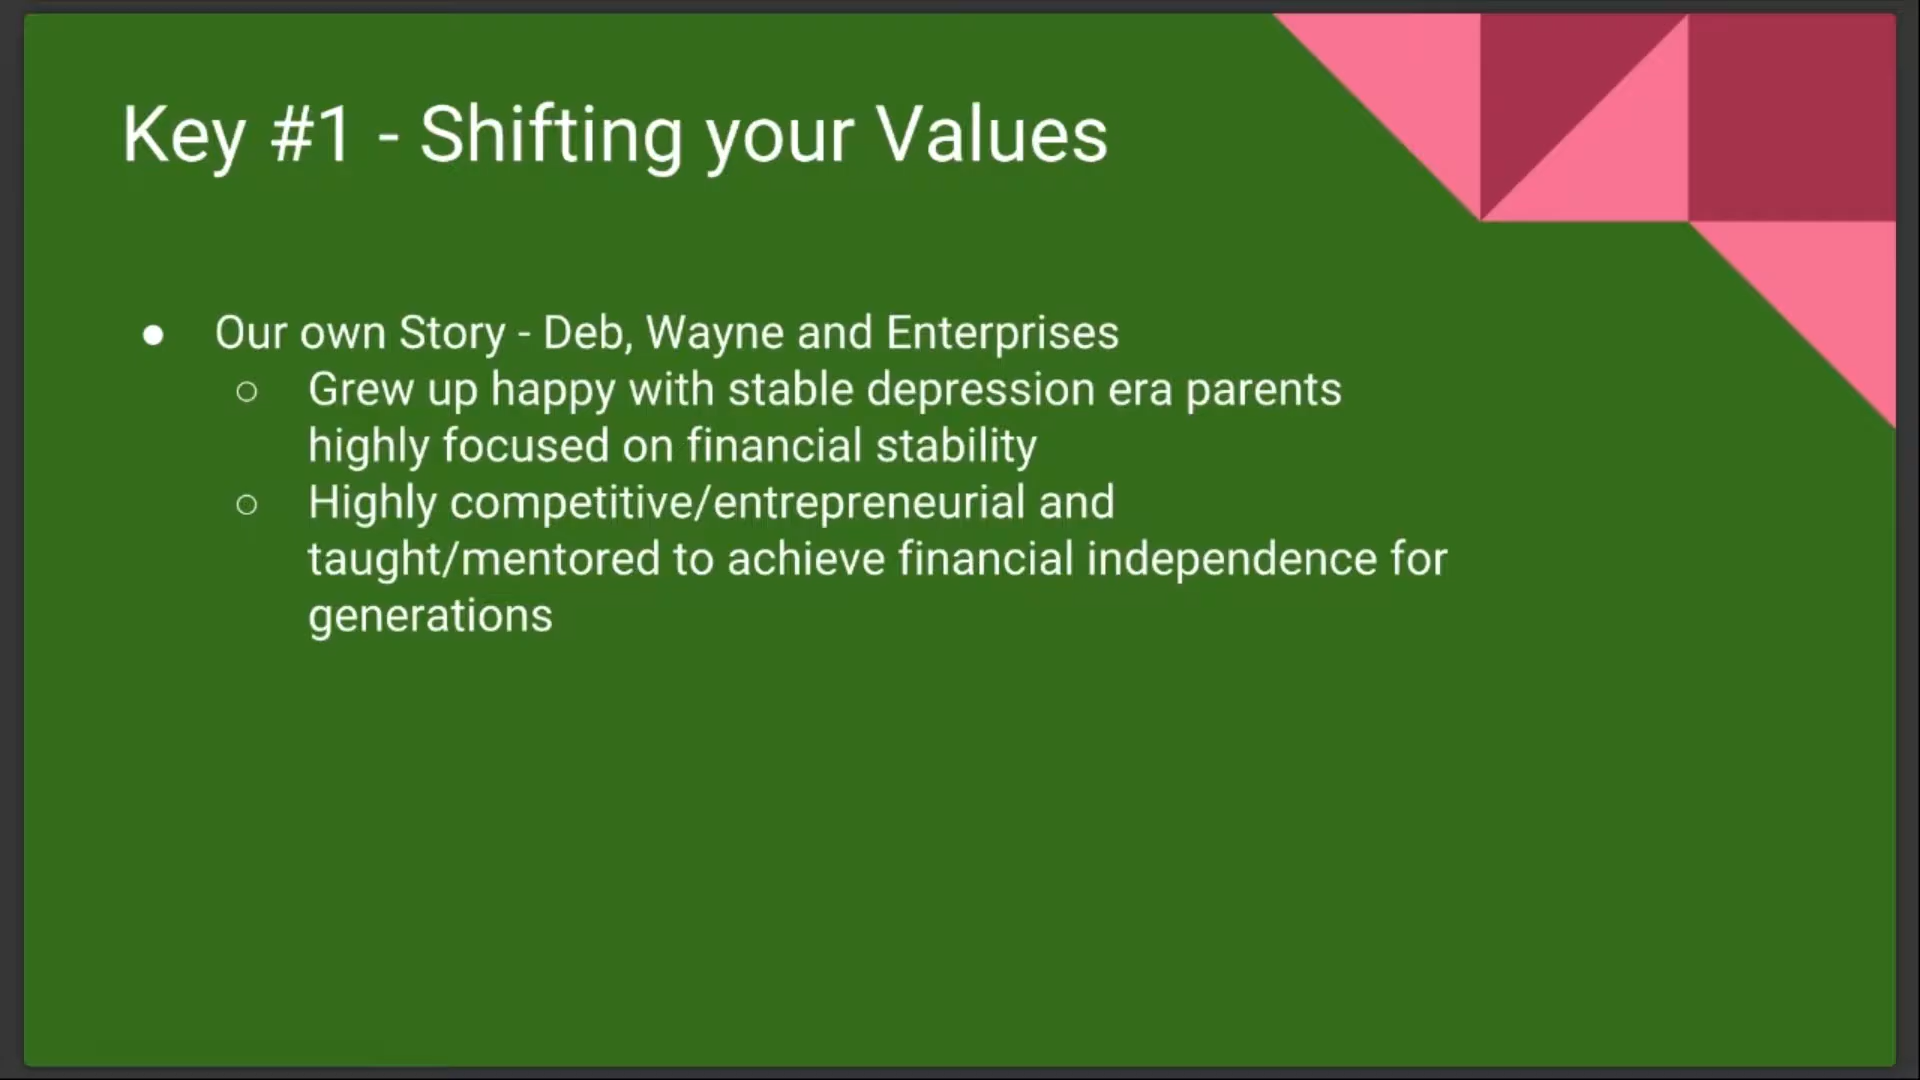 Key #1 - Shifting your Values
● Our own Story - Deb, Wayne and Enterprises
○ Grew up happy with stable depression era parents
highly focused on financial stability
○ Highly competitive/entrepreneurial and
taught/mentored to achieve financial independence for
generations